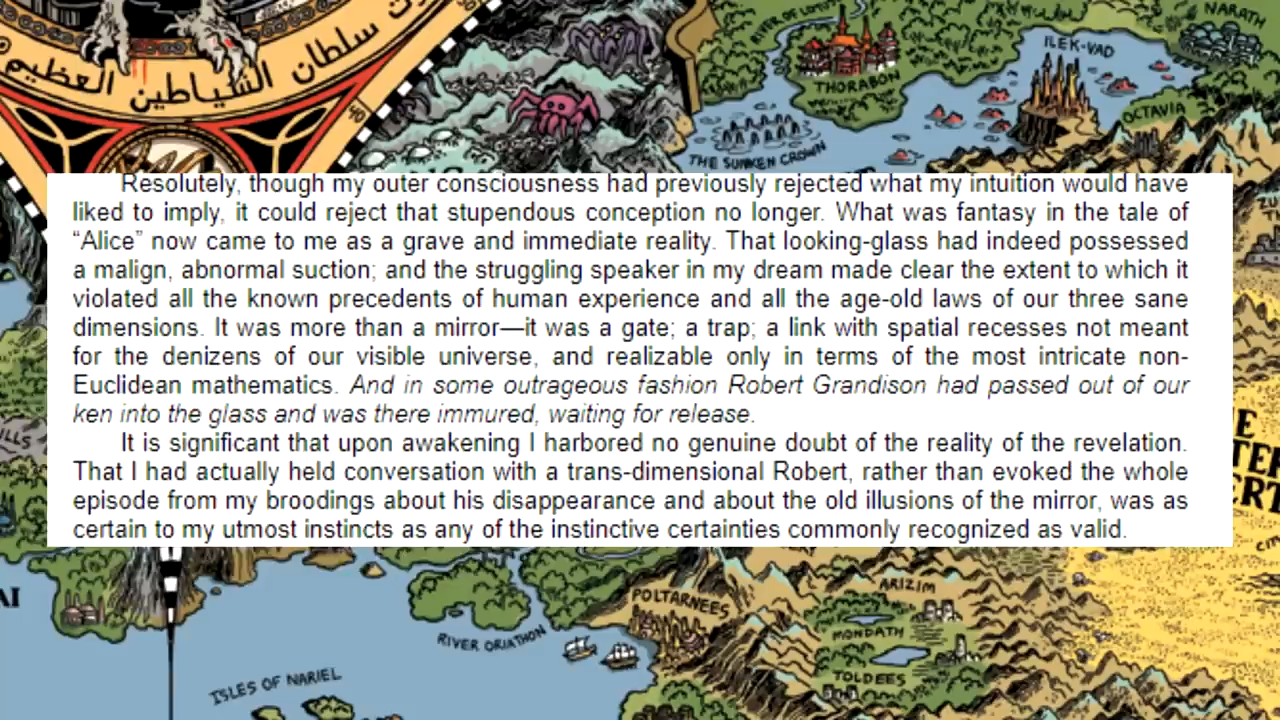 سلطان الشياطين العظيم
50
40
RIVER OF LOTUS
THORABON
THE SUNKEN CROWN
ILEK-VAD
NARATH
OCTAVIA
Resolutely, though my outer consciousness had previously rejected what my intuition would have
liked to imply, it could reject that stupendous conception no longer. What was fantasy in the tale of
“Alice” now came to me as a grave and immediate reality. That looking-glass had indeed possessed
a malign, abnormal suction; and the struggling speaker in my dream made clear the extent to which it
violated all the known precedents of human experience and all the age-old laws of our three sane
dimensions. It was more than a mirror—it was a gate; a trap; a link with spatial recesses not meant
for the denizens of our visible universe, and realizable only in terms of the most intricate non-
Euclidean mathematics. And in some outrageous fashion Robert Grandison had passed out of our
ken into the glass and was there immured, waiting for release.
It is significant that upon awakening I harbored no genuine doubt of the reality of the revelation.
That I had actually held conversation with a trans-dimensional Robert, rather than evoked the whole
episode from my broodings about his disappearance and about the old illusions of the mirror, was as
certain to my utmost instincts as any of the instinctive certainties commonly recognized as valid.
POLTARNEES
RIVER ORIATHON
ISLES OF NARIEL
ARIZIM
MONDATH
TOLDEES